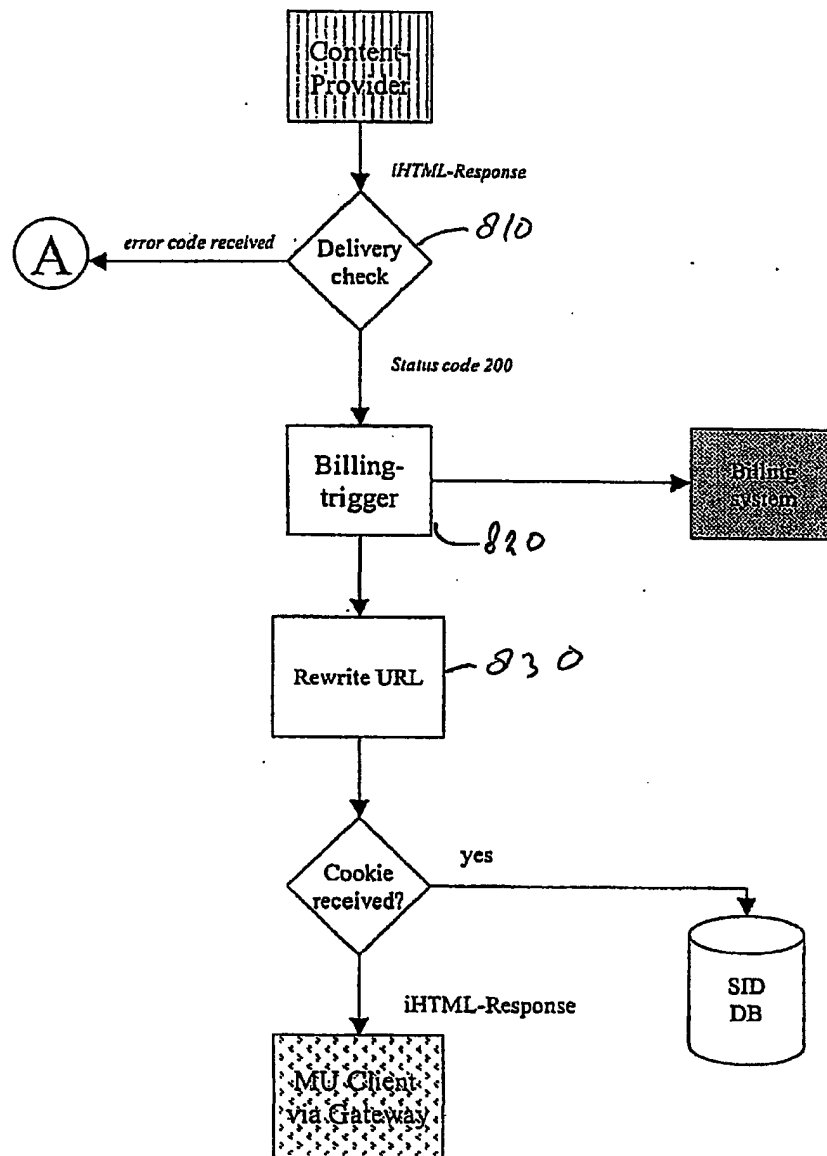 Content-
Provider
iHTML-Response
810
A
error code received
Delivery
check
Status code 200
Billing-
trigger
Billing
system
820
Rewrite URL
830
Cookie
received?
yes
SID
DB
iHTML-Response
MU Client
via Gateway